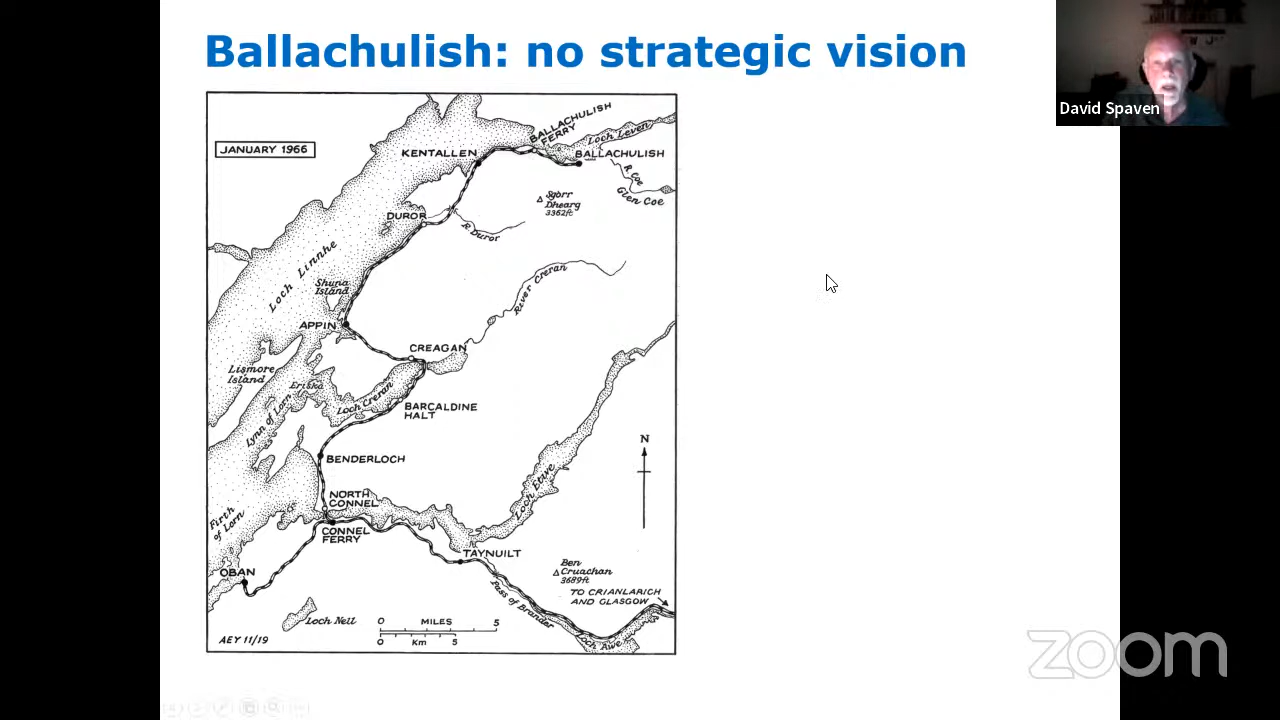 Ballachulish: no strategic vision
David Spaven
JANUARY 1966
BALLACHULISH
FERRY
Loch Leven
KENTALLEN
BALLACHULISH
R. Coe
Glen Coe
Sgòrr
Dhearg
3362ft
DUROR
R. Duror
Loch Linnhe
River Creran
Shuna
Island
APPIN
CREAGAN
Lismore
Island
Eriska
Loch Creran
Lynn of Lorn
BARCALDINE
HALT
BENDERLOCH
N
Loch Etive
NORTH
CONNEL
Firth
of Lorn
CONNEL
FERRY
TAYNUILT
OBAN
Ben
Cruachan
3689ft
TO CRIANLARICH
AND GLASGOW
Pass of Brander
Loch Nell
0 MILES 5
0 Km 5
Loch Awe
AEY 11/19
zoom